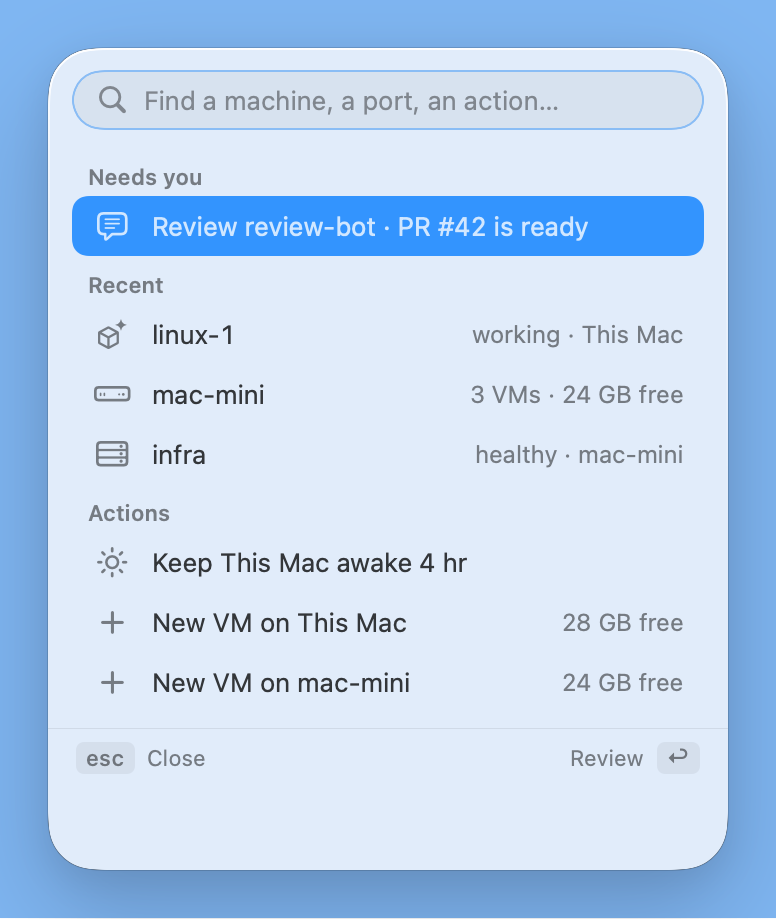 Find a machine, a port, an action...
Needs you
Review review-bot · PR #42 is ready
Recent
linux-1 working · This Mac
mac-mini 3 VMs · 24 GB free
infra healthy · mac-mini
Actions
Keep This Mac awake 4 hr
New VM on This Mac 28 GB free
New VM on mac-mini 24 GB free
esc Close Review